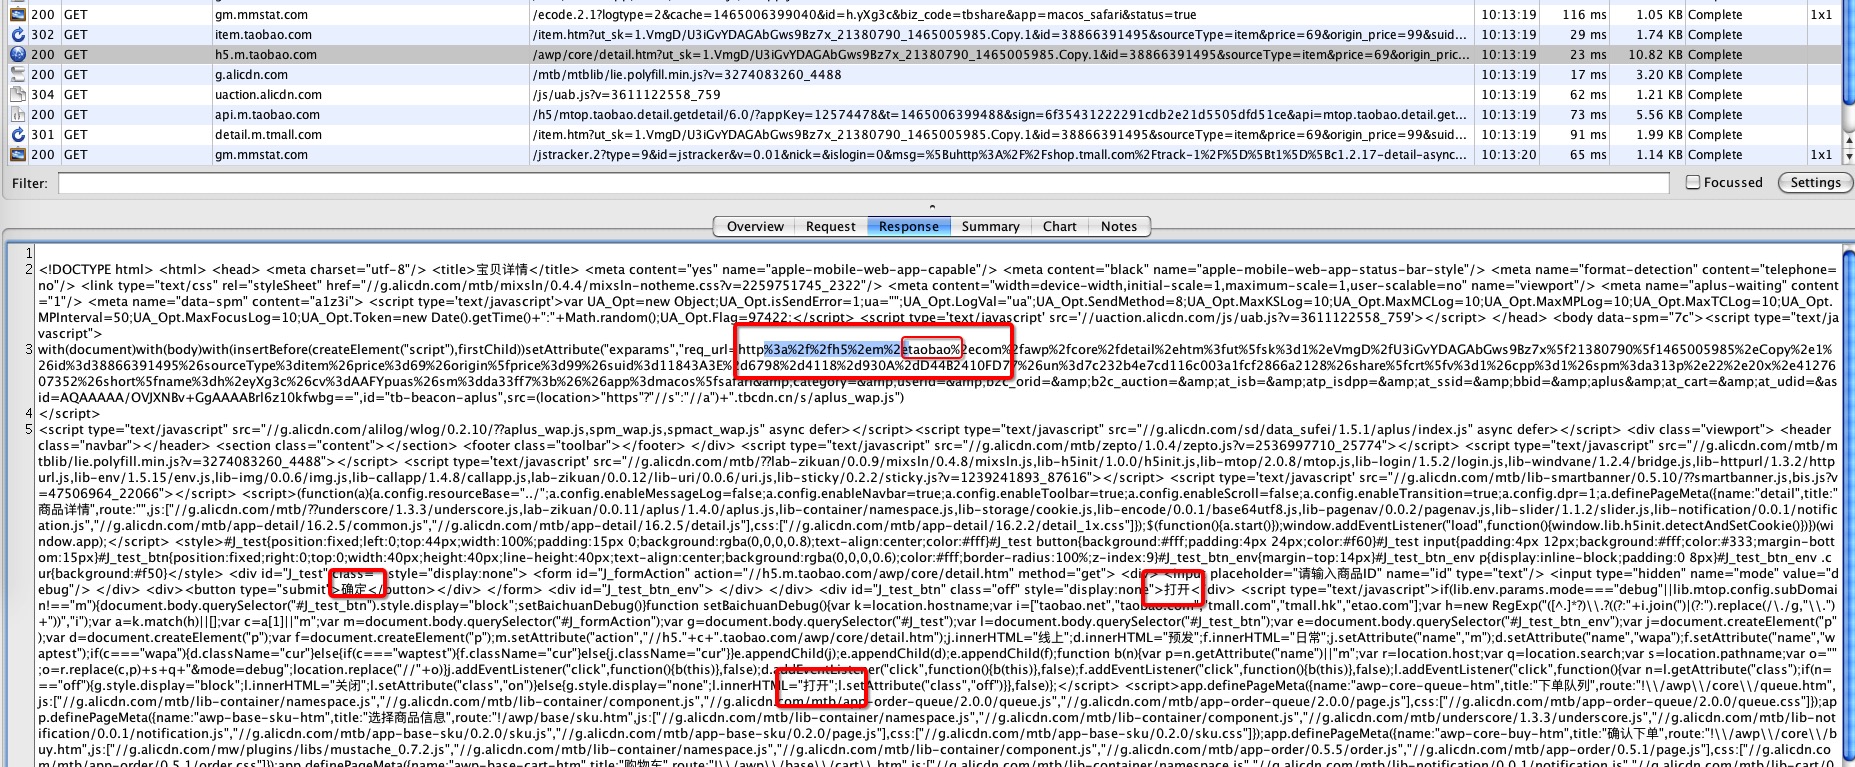 200 GET gm.mmstat.com /ecode.2.1?logtype=2&cache=1465006399040&id=h.yXg3c&biz_code=tbshare&app=macos_safari&status=true 10:13:19 116 ms 1.05 KB Complete 1x1
302 GET item.taobao.com /item.htm?ut_sk=1.VmgD/U3iGvYDAGAbGws9Bz7x_21380790_1465005985.Copy.1&id=38866391495&sourceType=item&price=69&origin_price=99&suid... 10:13:19 29 ms 1.74 KB Complete
200 GET h5.m.taobao.com /awp/core/detail.htm?ut_sk=1.VmgD/U3iGvYDAGAbGws9Bz7x_21380790_1465005985.Copy.1&id=38866391495&sourceType=item&price=69&origin_pric... 10:13:19 23 ms 10.82 KB Complete
200 GET g.alicdn.com /mtb/mtblib/lie.polyfill.min.js?v=3274083260_4488 10:13:19 17 ms 3.20 KB Complete
304 GET uaction.alicdn.com /js/uab.js?v=3611122558_759 10:13:19 62 ms 1.21 KB Complete
200 GET api.m.taobao.com /h5/mtop.taobao.detail.getdetail/6.0/?appKey=12574478&t=1465006399488&sign=6f35431222291cdb2e21d5505dfd51ce&api=mtop.taobao.detail.get... 10:13:19 73 ms 5.56 KB Complete
301 GET detail.m.tmall.com /item.htm?ut_sk=1.VmgD/U3iGvYDAGAbGws9Bz7x_21380790_1465005985.Copy.1&id=38866391495&sourceType=item&price=69&origin_price=99&suid... 10:13:19 91 ms 1.99 KB Complete
200 GET gm.mmstat.com /jstracker.2?type=9&id=jstracker&v=0.01&nick=&islogin=0&msg=%5Buhttp%3A%2F%2Fshop.tmall.com%2Ftrack-1%2F%5D%5Bt1%5D%5Bc1.2.17-detail-async... 10:13:20 65 ms 1.14 KB Complete 1x1
Filter: Focussed Settings
Overview Request Response Summary Chart Notes
1
2 <!DOCTYPE html> <html> <head> <meta charset="utf-8"/> <title>宝贝详情</title> <meta content="yes" name="apple-mobile-web-app-capable"/> <meta content="black" name="apple-mobile-web-app-status-bar-style"/> <meta name="format-detection" content="telephone=
no"/> <link type="text/css" rel="styleSheet" href="//g.alicdn.com/mtb/mixsln/0.4.4/mixsln-notheme.css?v=2259751745_2322"/> <meta content="width=device-width,initial-scale=1,maximum-scale=1,user-scalable=no" name="viewport"/> <meta name="aplus-waiting" content
="1"/> <meta name="data-spm" content="a1z3i"> <script type='text/javascript'>var UA_Opt=new Object;UA_Opt.isSendError=1;ua="";UA_Opt.LogVal="ua";UA_Opt.SendMethod=8;UA_Opt.MaxKSLog=10;UA_Opt.MaxMCLog=10;UA_Opt.MaxMPLog=10;UA_Opt.MaxTCLog=10;UA_Opt.
MPInterval=50;UA_Opt.MaxFocusLog=10;UA_Opt.Token=new Date().getTime()+":"+Math.random();UA_Opt.Flag=97422;</script> <script type='text/javascript' src='//uaction.alicdn.com/js/uab.js?v=3611122558_759'></script> </head> <body data-spm="7c"><script type="text/ja
vascript">
3 with(document)with(body)with(insertBefore(createElement("script"),firstChild))setAttribute("exparams","req_url=http%3a%2f%2fh5%2em%2etaobao%2ecom%2fawp%2fcore%2fdetail%2ehtm%3fut%5fsk%3d1%2eVmgD%2fU3iGvYDAGAbGws9Bz7x%5f21380790%5f1465005985%2eCopy%2e1%
26id%3d38866391495%26sourceType%3ditem%26price%3d69%26origin%5fprice%3d99%26suid%3d11843A3E%2d6798%2d4118%2d930A%2dD44B2410FD77%26un%3d7c232b4e7cd116c003a1fcf2866a2128%26share%5fcrt%5fv%3d1%26cpp%3d1%26spm%3da313p%2e22%2e20x%2e41276
07352%26short%5fname%3dh%2eyXg3c%26cv%3dAAFYpuas%26sm%3dda33ff7%3b%26%26app%3dmacos%5fsafari&amp;category=&amp;userid=&amp;b2c_orid=&amp;b2c_auction=&amp;at_isb=&amp;atp_isdpp=&amp;at_ssid=&amp;bbid=&amp;aplus&amp;at_cart=&amp;at_udid=&as
id=AQAAAAA/OVJXNBv+GgAAAABrl6z10kfwbg==",id="tb-beacon-aplus",src=(location>"https"?"//s":"//a")+".tbcdn.cn/s/aplus_wap.js")
4 </script>
5 <script type="text/javascript" src="//g.alicdn.com/alilog/wlog/0.2.10/??aplus_wap.js,spm_wap.js,spmact_wap.js" async defer></script><script type="text/javascript" src="//g.alicdn.com/sd/data_sufei/1.5.1/aplus/index.js" async defer></script> <div class="viewport"> <header
class="navbar"></header> <section class="content"></section> <footer class="toolbar"></footer> </div> <script type="text/javascript" src="//g.alicdn.com/mtb/zepto/1.0.4/zepto.js?v=2536997710_25774"></script> <script type="text/javascript" src="//g.alicdn.com/mtb/m
tblib/lie.polyfill.min.js?v=3274083260_4488"></script> <script type='text/javascript' src="//g.alicdn.com/mtb/??lab-zikuan/0.0.9/mixsln/0.4.8/mixsln.js,lib-h5init/1.0.0/h5init.js,lib-mtop/2.0.8/mtop.js,lib-login/1.5.2/login.js,lib-windvane/1.2.4/bridge.js,lib-httpurl/1.3.2/http
url.js,lib-env/1.5.15/env.js,lib-img/0.0.6/img.js,lib-callapp/1.4.8/callapp.js,lab-zikuan/0.0.12/lib-uri/0.0.6/uri.js,lib-sticky/0.2.2/sticky.js?v=1239241893_87616"></script> <script type="text/javascript" src="//g.alicdn.com/mtb/lib-smartbanner/0.5.10/??smartbanner.js,bis.js?v
=47506964_22066"></script> <script>(function(a){a.config.resourceBase="../";a.config.enableMessageLog=false;a.config.enableNavbar=true;a.config.enableToolbar=true;a.config.enableScroll=false;a.config.enableTransition=true;a.config.dpr=1;a.definePageMeta({name:"detail",title:"
商品详情",route:"",js:["//g.alicdn.com/mtb/??underscore/1.3.3/underscore.js,lab-zikuan/0.0.11/aplus/1.4.0/aplus.js,lib-container/namespace.js,lib-storage/cookie.js,lib-encode/0.0.1/base64utf8.js,lib-pagenav/0.0.2/pagenav.js,lib-slider/1.1.2/slider.js,lib-notification/0.0.1/notific
ation.js","//g.alicdn.com/mtb/app-detail/16.2.5/common.js","//g.alicdn.com/mtb/app-detail/16.2.5/detail.js"],css:["//g.alicdn.com/mtb/app-detail/16.2.2/detail_1x.css"]});$(function(){a.start()});window.addEventListener("load",function(){window.lib.h5init.detectAndSetCookie()})})(w
indow.app);</script> <style>#J_test{position:fixed;left:0;top:44px;width:100%;padding:15px 0;background:rgba(0,0,0,0.8);text-align:center;color:#fff}#J_test button{background:#fff;padding:4px 24px;color:#f60}#J_test input{padding:4px 12px;background:#fff;color:#333;margin-bott
om:15px}#J_test_btn{position:fixed;right:0;top:0;width:40px;height:40px;line-height:40px;text-align:center;background:rgba(0,0,0,0.6);color:#fff;border-radius:100%;z-index:9}#J_test_btn_env{margin-top:14px}#J_test_btn_env p{display:inline-block;padding:0 8px}#J_test_btn_env .c
ur{background:#f50}</style> <div id="J_test" class="" style="display:none"> <form id="J_formAction" action="//h5.m.taobao.com/awp/core/detail.htm" method="get"> <div> <input placeholder="请输入商品ID" name="id" type="text"/> <input type="hidden" name="mode" value="
debug"/> </div> <div><button type="submit">确定</button></div> </form> <div id="J_test_btn_env"> </div> </div> <div id="J_test_btn" class="off" style="display:none">打开</div> <script type="text/javascript">if(lib.env.params.mode==="debug"||lib.mtop.config.subDomai
n!=="m"){document.body.querySelector("#J_test_btn").style.display="block";setBaichuanDebug()}function setBaichuanDebug(){var k=location.hostname;var i=["taobao.net","taobao.com","tmall.com","tmall.hk","etao.com"];var h=new RegExp("([^.]*?)\\.?((?:"+i.join(")|(?:").replace(/\./g,"\\.")
+"))","i");var a=k.match(h)||[];var c=a[1]||"m";var m=document.body.querySelector("#J_formAction");var g=document.body.querySelector("#J_test");var l=document.body.querySelector("#J_test_btn");var e=document.body.querySelector("#J_test_btn_env");var j=document.createElement("p"
);var d=document.createElement("p");var f=document.createElement("p");m.setAttribute("action","//h5."+c+".taobao.com/awp/core/detail.htm");j.innerHTML="线上";d.innerHTML="预发";f.innerHTML="日常";j.setAttribute("name","m");d.setAttribute("name","wapa");f.setAttribute("name","w
aptest");if(c==="wapa"){d.className="cur"}else{if(c==="waptest"){f.className="cur"}else{j.className="cur"}}e.appendChild(j);e.appendChild(d);e.appendChild(f);function b(n){var p=n.getAttribute("name")||"m";var r=location.host;var q=location.search;var s=location.pathname;var o=""
;o=r.replace(c,p)+s+q+"&mode=debug";location.replace("//"+o)}j.addEventListener("click",function(){b(this)},false);d.addEventListener("click",function(){b(this)},false);f.addEventListener("click",function(){b(this)},false);l.addEventListener("click",function(){var n=l.getAttribute("class");if(n=
=="off"){g.style.display="block";l.innerHTML="关闭";l.setAttribute("class","on")}else{g.style.display="none";l.innerHTML="打开";l.setAttribute("class","off")}},false)};</script> <script>app.definePageMeta({name:"awp-core-queue-htm",title:"下单队列",route:"!\\/awp\\/core\\/queue.htm",
js:["//g.alicdn.com/mtb/lib-container/namespace.js","//g.alicdn.com/mtb/lib-container/component.js","//g.alicdn.com/mtb/app-order-queue/2.0.0/queue.js","//g.alicdn.com/mtb/app-order-queue/2.0.0/page.js"],css:["//g.alicdn.com/mtb/app-order-queue/2.0.0/queue.css"]});ap
p.definePageMeta({name:"awp-base-sku-htm",title:"选择商品信息",route:"!/awp/base/sku.htm",js:["//g.alicdn.com/mtb/lib-container/namespace.js","//g.alicdn.com/mtb/lib-container/component.js","//g.alicdn.com/mtb/underscore/1.3.3/underscore.js","//g.alicdn.com/mtb/lib-not
ification/0.0.1/notification.js","//g.alicdn.com/mtb/app-base-sku/0.2.0/sku.js","//g.alicdn.com/mtb/app-base-sku/0.2.0/page.js"],css:["//g.alicdn.com/mtb/app-base-sku/0.2.0/sku.css"]});app.definePageMeta({name:"awp-core-buy-htm",title:"确认下单",route:"!\\/awp\\/core\\/b
uy.htm",js:["//g.alicdn.com/mw/plugins/libs/mustache_0.7.2.js","//g.alicdn.com/mtb/lib-container/namespace.js","//g.alicdn.com/mtb/lib-container/component.js","//g.alicdn.com/mtb/app-order/0.5.5/order.js","//g.alicdn.com/mtb/app-order/0.5.1/page.js"],css:["//g.alicdn.co